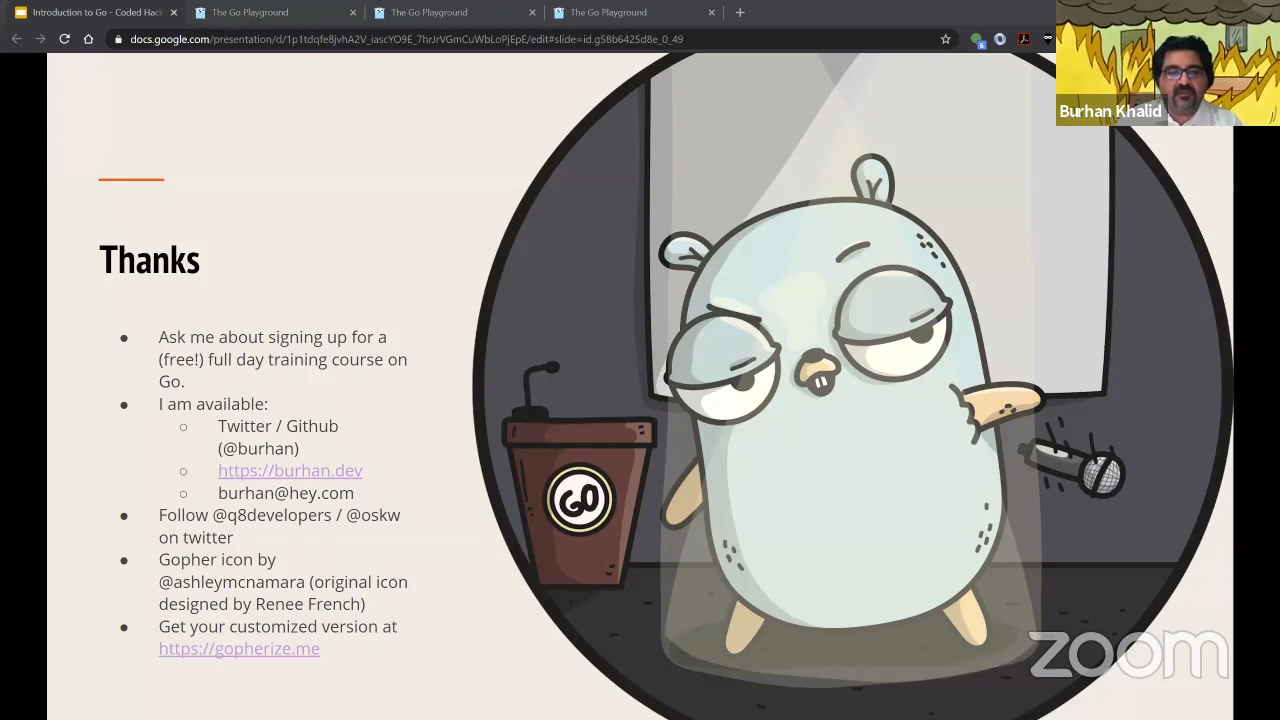 Introduction to Go - Coded Hack
The Go Playground
The Go Playground
The Go Playground
docs.google.com/presentation/d/1p1tdqfe8jvhA2V_iascYO9E_7hrJrVGmCuWbLoPjEpE/edit#slide=id.g58b6425d8e_0_49
6
Burhan Khalid
Thanks
● Ask me about signing up for a
(free!) full day training course on
Go.
● I am available:
○ Twitter / Github
(@burhan)
○ https://burhan.dev
○ burhan@hey.com
● Follow @q8developers / @oskw
on twitter
● Gopher icon by
@ashleymcnamara (original icon
designed by Renee French)
● Get your customized version at
https://gopherize.me
GO
zoom